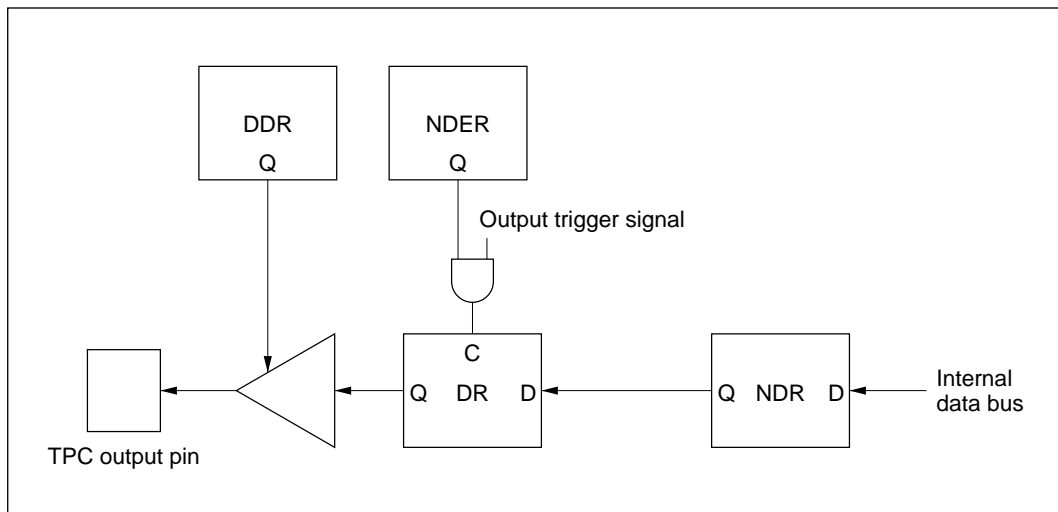 DDR
Q
NDER
Q
Output trigger signal
C
Q DR D
Q NDR D
Internal
data bus
TPC output pin